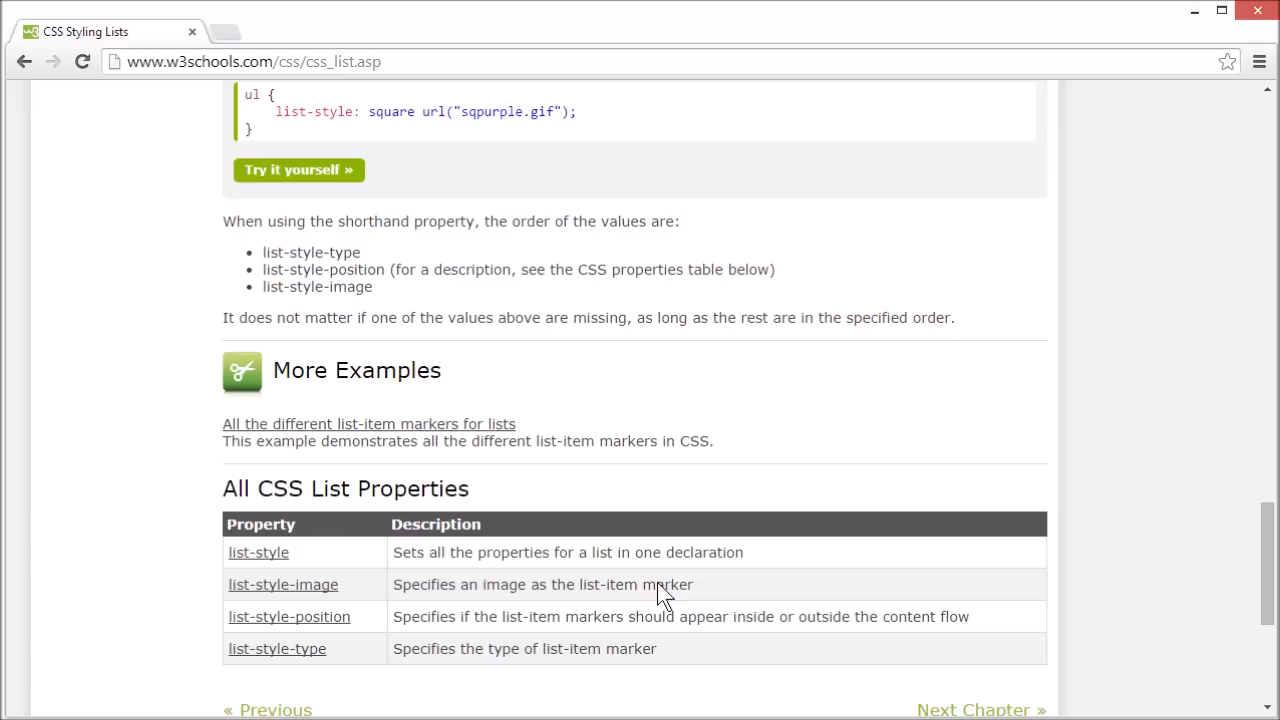 CSS Styling Lists
www.w3schools.com/css/css_list.asp
ul {
list-style: square url("sqpurple.gif");
}
Try it yourself »
When using the shorthand property, the order of the values are:
• list-style-type
• list-style-position (for a description, see the CSS properties table below)
• list-style-image
It does not matter if one of the values above are missing, as long as the rest are in the specified order.
More Examples
All the different list-item markers for lists
This example demonstrates all the different list-item markers in CSS.
All CSS List Properties
Property Description
list-style Sets all the properties for a list in one declaration
list-style-image Specifies an image as the list-item marker
list-style-position Specifies if the list-item markers should appear inside or outside the content flow
list-style-type Specifies the type of list-item marker
« Previous Next Chapter »